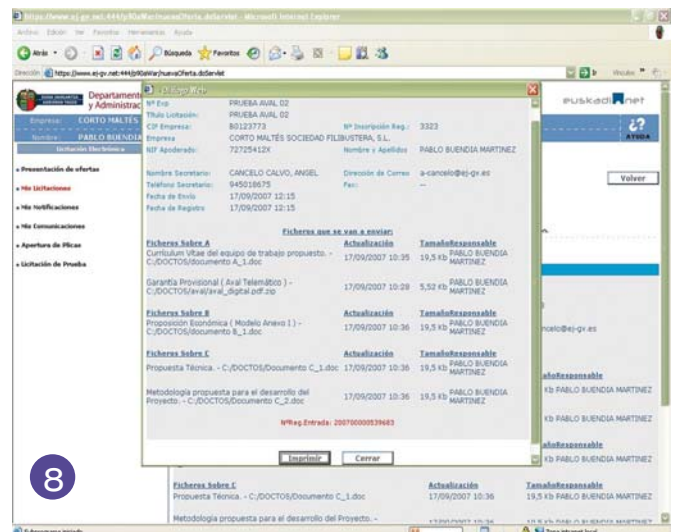 https://www.ej-gv.net:444/p90aWar/nuevaOferta.doServlet - Microsoft Internet Explorer
Archivo Edición Ver Favoritos Herramientas Ayuda
Atrás Búsqueda Favoritos
Dirección https://www.ej-gv.net:444/p90aWar/nuevaOferta.doServlet Ir Vínculos
Diálogo Web
Departamento
y Administrac
euskadi net
Empresa: CORTO MALTÉS
Nombre: PABLO BUENDIA
Licitación Electrónica
AYUDA
Volver
Presentación de ofertas
Mis Licitaciones
Mis Notificaciones
Mis Comunicaciones
Apertura de Plicas
Licitación de Prueba
Nº Exp PRUEBA AVAL 02
Título Licitación: PRUEBA AVAL 02
CIF Empresa: B0123773 Nº Inscripción Reg.: 3323
Empresa CORTO MALTÉS SOCIEDAD FILIBUSTERA, S.L.
NIF Apoderado: 72725412X Nombre y Apellidos PABLO BUENDIA MARTINEZ
Nombre Secretario: CANCELO CALVO, ANGEL Dirección de Correo a-cancelo@ej-gv.es
Teléfono Secretario: 945018675 Fax: --
Fecha de Envío 17/09/2007 12:15
Fecha de Registro 17/09/2007 12:15
Ficheros que se van a enviar:
Ficheros Sobre A Actualización TamañoResponsable
Currículum Vitae del equipo de trabajo propuesto. -
C:/DOCTOS/documento A_1.doc 17/09/2007 10:35 19,5 Kb PABLO BUENDIA MARTINEZ
Garantía Provisional ( Aval Telemático ) -
C:/DOCTOS/aval/aval_digital.pdf.zip 17/09/2007 10:28 5,52 Kb PABLO BUENDIA MARTINEZ
Ficheros Sobre B Actualización TamañoResponsable
Proposición Económica ( Modelo Anexo I ) -
C:/DOCTOS/documento B_1.doc 17/09/2007 10:36 19,5 Kb PABLO BUENDIA MARTINEZ
Ficheros Sobre C Actualización TamañoResponsable
Propuesta Técnica. - C:/DOCTOS/Documento C_1.doc 17/09/2007 10:36 19,5 Kb PABLO BUENDIA MARTINEZ
Metodología propuesta para el desarrollo del
Proyecto. - C:/DOCTOS/Documento C_2.doc 17/09/2007 10:36 19,5 Kb PABLO BUENDIA MARTINEZ
NºReg.Entrada: 200700000539683
Imprimir Cerrar
ncelo@ej-gv.es
añoResponsable
Kb PABLO BUENDIA MARTINEZ
Kb PABLO BUENDIA MARTINEZ
añoResponsable
Kb PABLO BUENDIA MARTINEZ
8
Ficheros Sobre C Actualización TamañoResponsable
Propuesta Técnica. - C:/DOCTOS/Documento C_1.doc 17/09/2007 10:36 19,5 Kb PABLO BUENDIA MARTINEZ
Metodología propuesta para el desarrollo del Proyecto. - 17/09/2007 10:36 19,5 Kb PABLO BUENDIA MARTINEZ